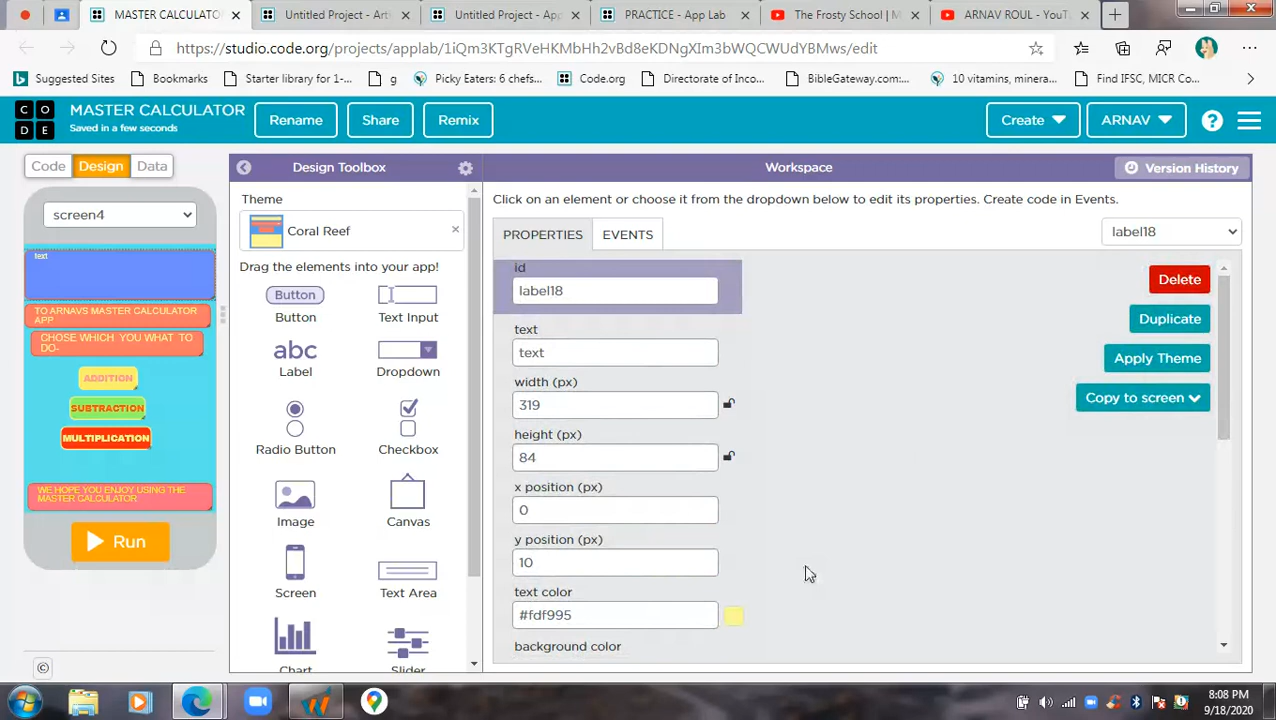 MASTER CALCULATOR
Untitled Project - Art
Untitled Project - App
PRACTICE - App Lab
The Frosty School | M
ARNAV ROUL - YouT
https://studio.code.org/projects/applab/1iQm3KTgRVeHKMbHh2vBd8eKDNgXIm3bWQCWUdYBMws/edit
Suggested Sites
Bookmarks
Starter library for 1-...
g
Picky Eaters: 6 chefs...
Code.org
Directorate of Inco...
BibleGateway.com:...
10 vitamins, minera...
Find IFSC, MICR Co...
C O
D E
MASTER CALCULATOR
Saved in a few seconds
Rename
Share
Remix
Create
ARNAV
?
Code
Design
Data
Design Toolbox
Workspace
Version History
screen4
text
TO ARNAVS MASTER CALCULATOR
APP
CHOSE WHICH YOU WHAT TO
DO-
ADDITION
SUBTRACTION
MULTIPLICATION
WE HOPE YOU ENJOY USING THE
MASTER CALCULATOR
Run
Theme
Coral Reef
Drag the elements into your app!
Button
Button
Text Input
abc
Label
Dropdown
Radio Button
Checkbox
Image
Canvas
Screen
Text Area
Chart
Slider
Click on an element or choose it from the dropdown below to edit its properties. Create code in Events.
PROPERTIES
EVENTS
label18
id
label18
text
text
width (px)
319
height (px)
84
x position (px)
0
y position (px)
10
text color
#fdf995
background color
Delete
Duplicate
Apply Theme
Copy to screen
©
8:08 PM
9/18/2020